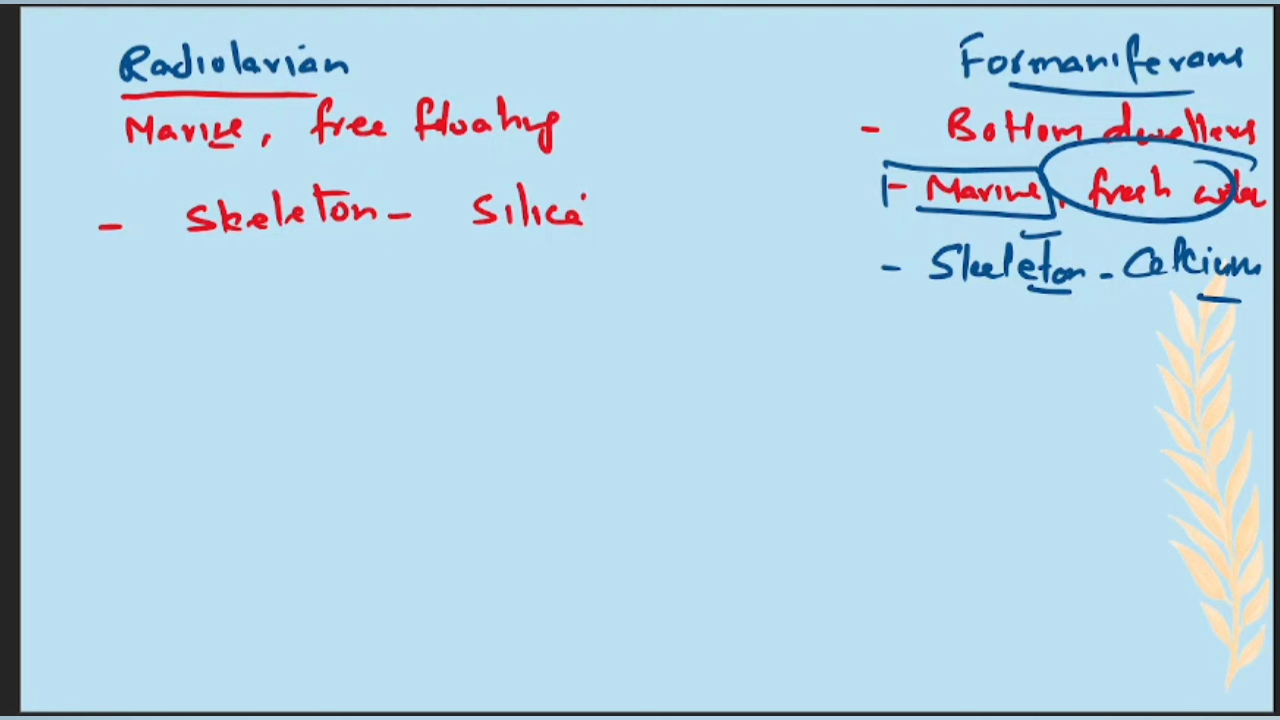 Radiolarian
Marine, free floating
- Skeleton - Silica
Formaniferans
- Bottom dwellers
- Marine, fresh water
- Skeleton - Calcium